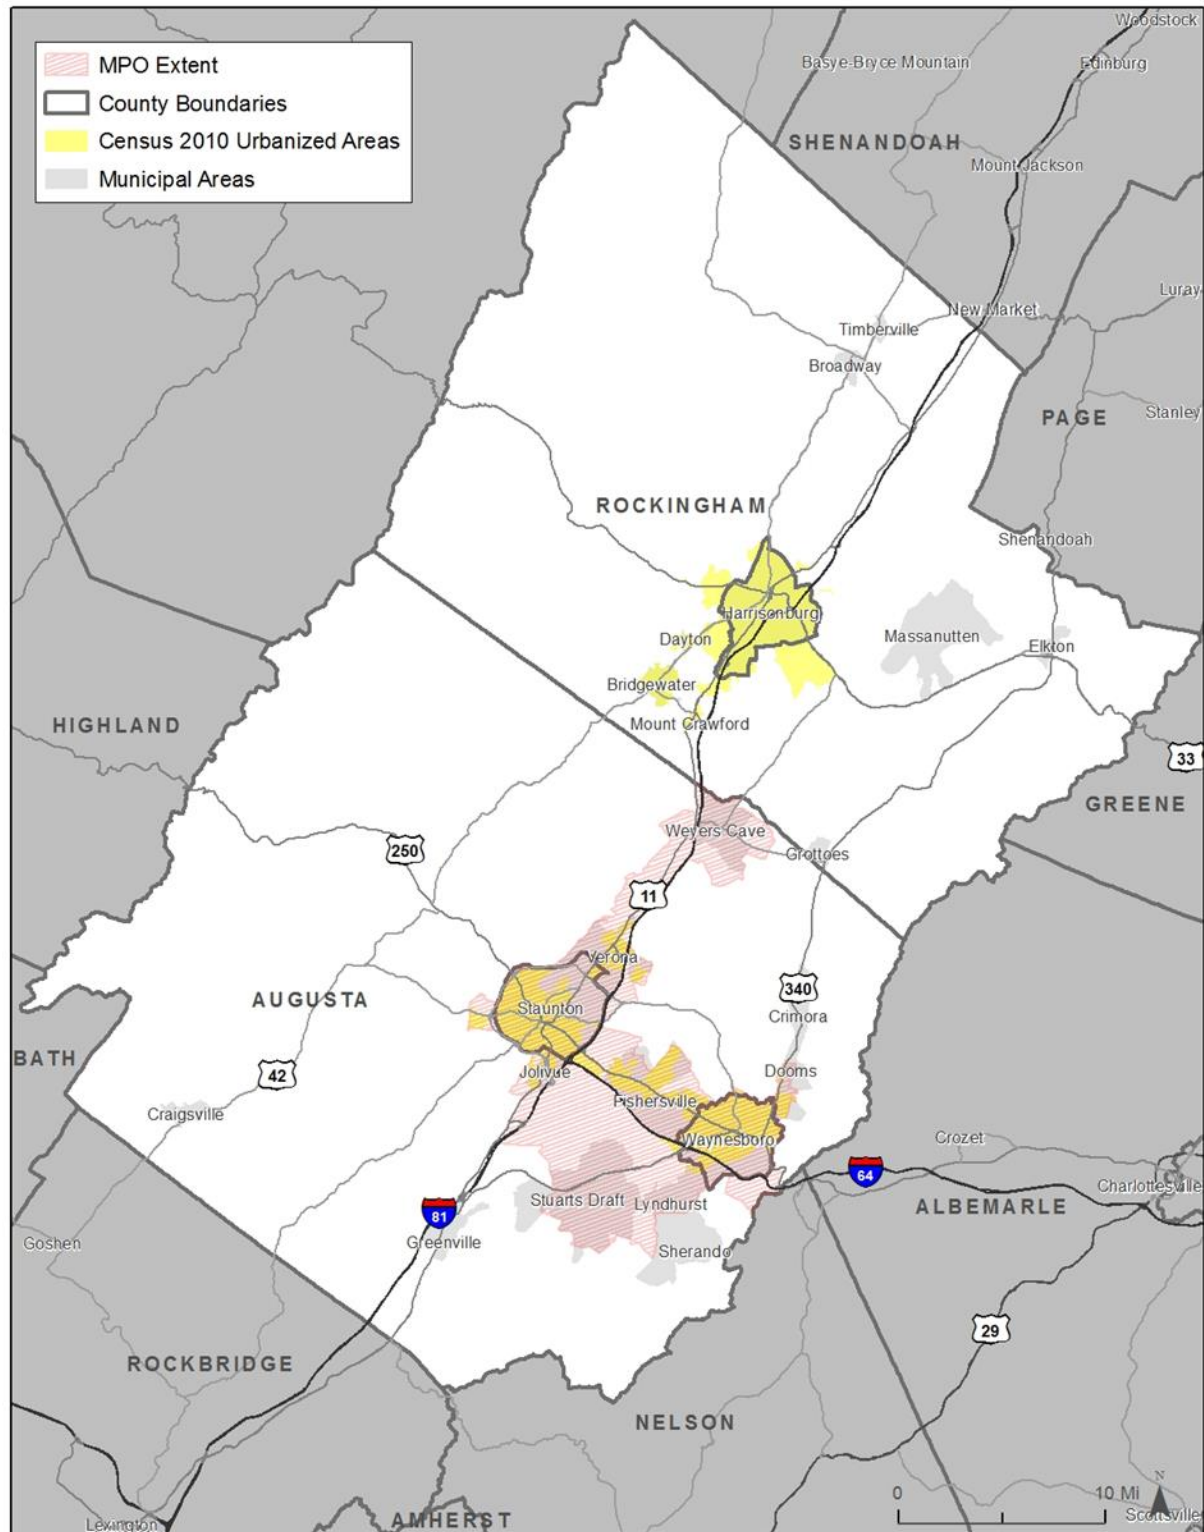 Woodstock
MPO Extent
County Boundaries
Census 2010 Urbanized Areas
Municipal Areas
Basye-Bryce Mountain
Edinburg
SHENANDOAH
Mount Jackson
Luray
New Market
Timberville
Broadway
PAGE
Stanley
ROCKINGHAM
Shenandoah
Harrisonburg
Massanutten
Dayton
Elkton
Bridgewater
Mount Crawford
HIGHLAND
33
GREENE
Weyers Cave
250
Grottoes
11
Verona
AUGUSTA
Staunton
340
Crimora
BATH
42
Jolivue
Dooms
Fishersville
Craigsville
Waynesboro
Crozet
64
Charlottesville
Stuarts Draft
Lyndhurst
ALBEMARLE
81
Goshen
Greenville
Sherando
29
ROCKBRIDGE
NELSON
N
0
10 Mi
Scottsville
AMHERST
Lexington